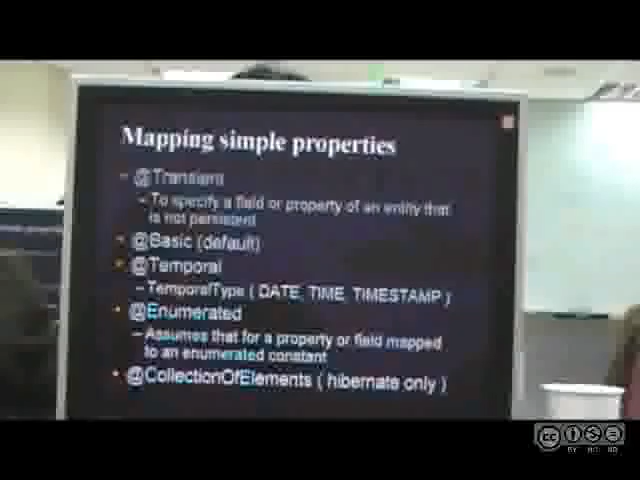 Mapping simple properties
- @Transient
- To specify a field or property of an entity that
is not persistent
• @Basic (default)
• @Temporal
- TemporalType ( DATE, TIME, TIMESTAMP )
• @Enumerated
- Assumes that for a property or field mapped
to an enumerated constant
• @CollectionOfElements ( hibernate only )
cc